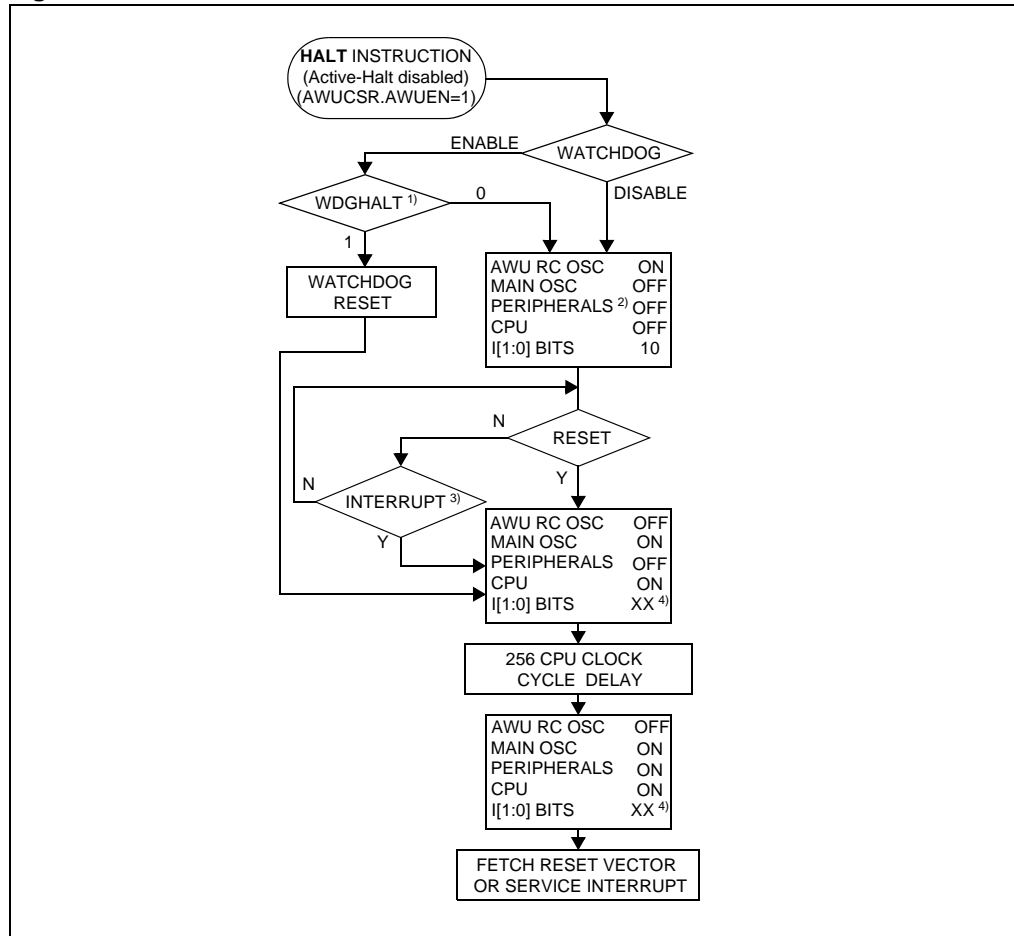 HALT INSTRUCTION
(Active-Halt disabled)
(AWUCSR.AWUEN=1)
ENABLE
WATCHDOG
WDGHALT 1)
0
DISABLE
1
WATCHDOG
RESET
AWU RC OSC ON
MAIN OSC OFF
PERIPHERALS 2) OFF
CPU OFF
I[1:0] BITS 10
N
RESET
N
INTERRUPT 3)
Y
Y
AWU RC OSC OFF
MAIN OSC ON
PERIPHERALS OFF
CPU ON
I[1:0] BITS XX 4)
256 CPU CLOCK
CYCLE DELAY
AWU RC OSC OFF
MAIN OSC ON
PERIPHERALS ON
CPU ON
I[1:0] BITS XX 4)
FETCH RESET VECTOR
OR SERVICE INTERRUPT